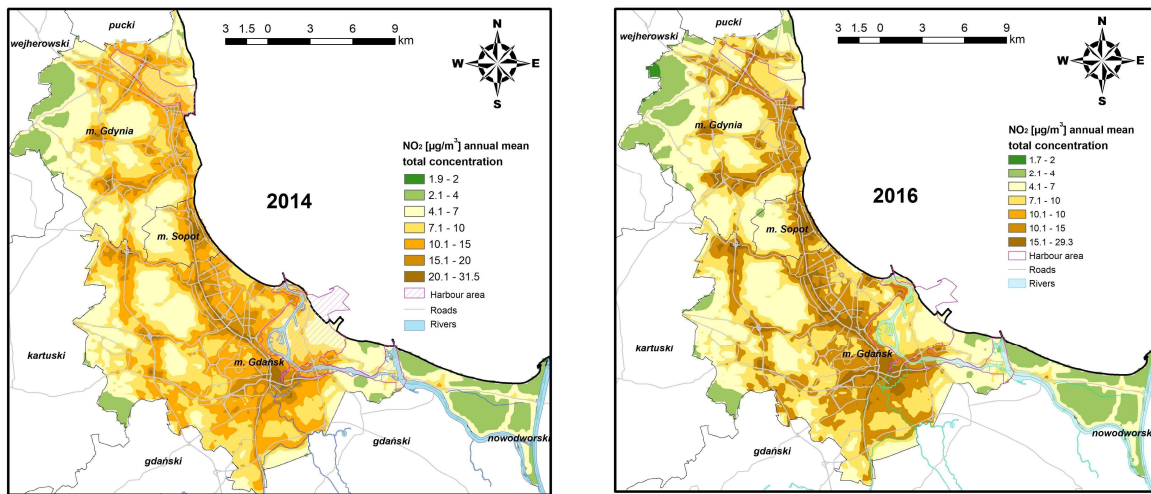 pucki
wejherowski
3 1.5 0 3 6 9
km
N
W E
S
m. Gdynia
NO₂ [µg/m³] annual mean
total concentration
1.9 - 2
2.1 - 4
4.1 - 7
7.1 - 10
10.1 - 15
15.1 - 20
20.1 - 31.5
Harbour area
Roads
Rivers
2014
m. Sopot
kartuski
m. Gdańsk
gdański
nowodworski
gdański
pucki
wejherowski
3 1.5 0 3 6 9
km
N
W E
S
m. Gdynia
NO₂ [µg/m³] annual mean
total concentration
1.7 - 2
2.1 - 4
4.1 - 7
7.1 - 10
10.1 - 10
10.1 - 15
15.1 - 29.3
Harbour area
Roads
Rivers
2016
m. Sopot
kartuski
m. Gdańsk
gdański
nowodworski
gdański